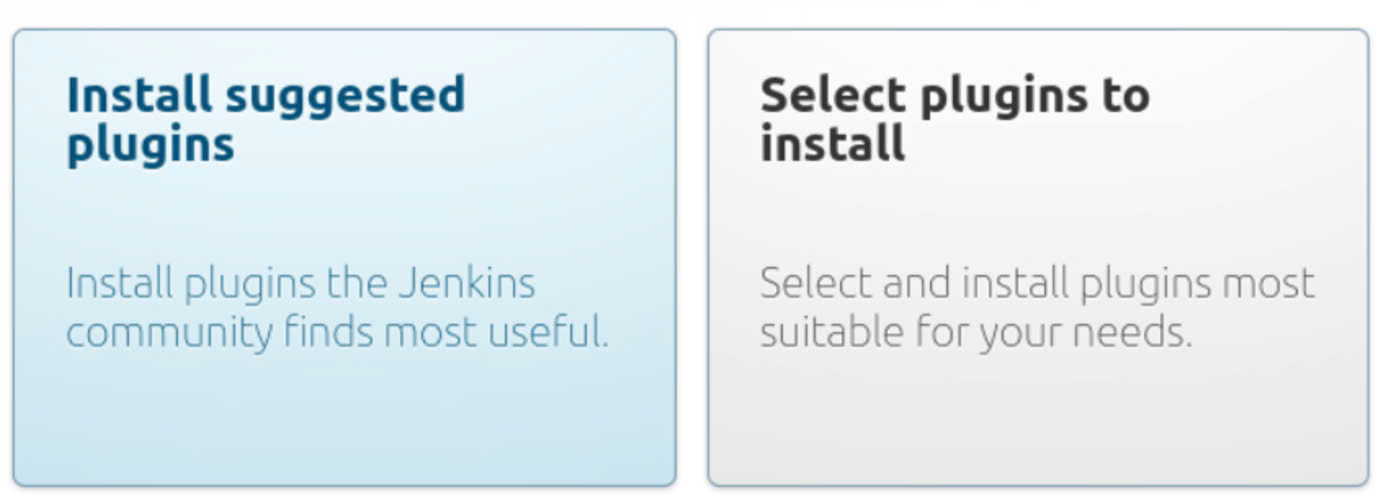 Install suggested
plugins
Install plugins the Jenkins
community finds most useful.
Select plugins to
install
Select and install plugins most
suitable for your needs.